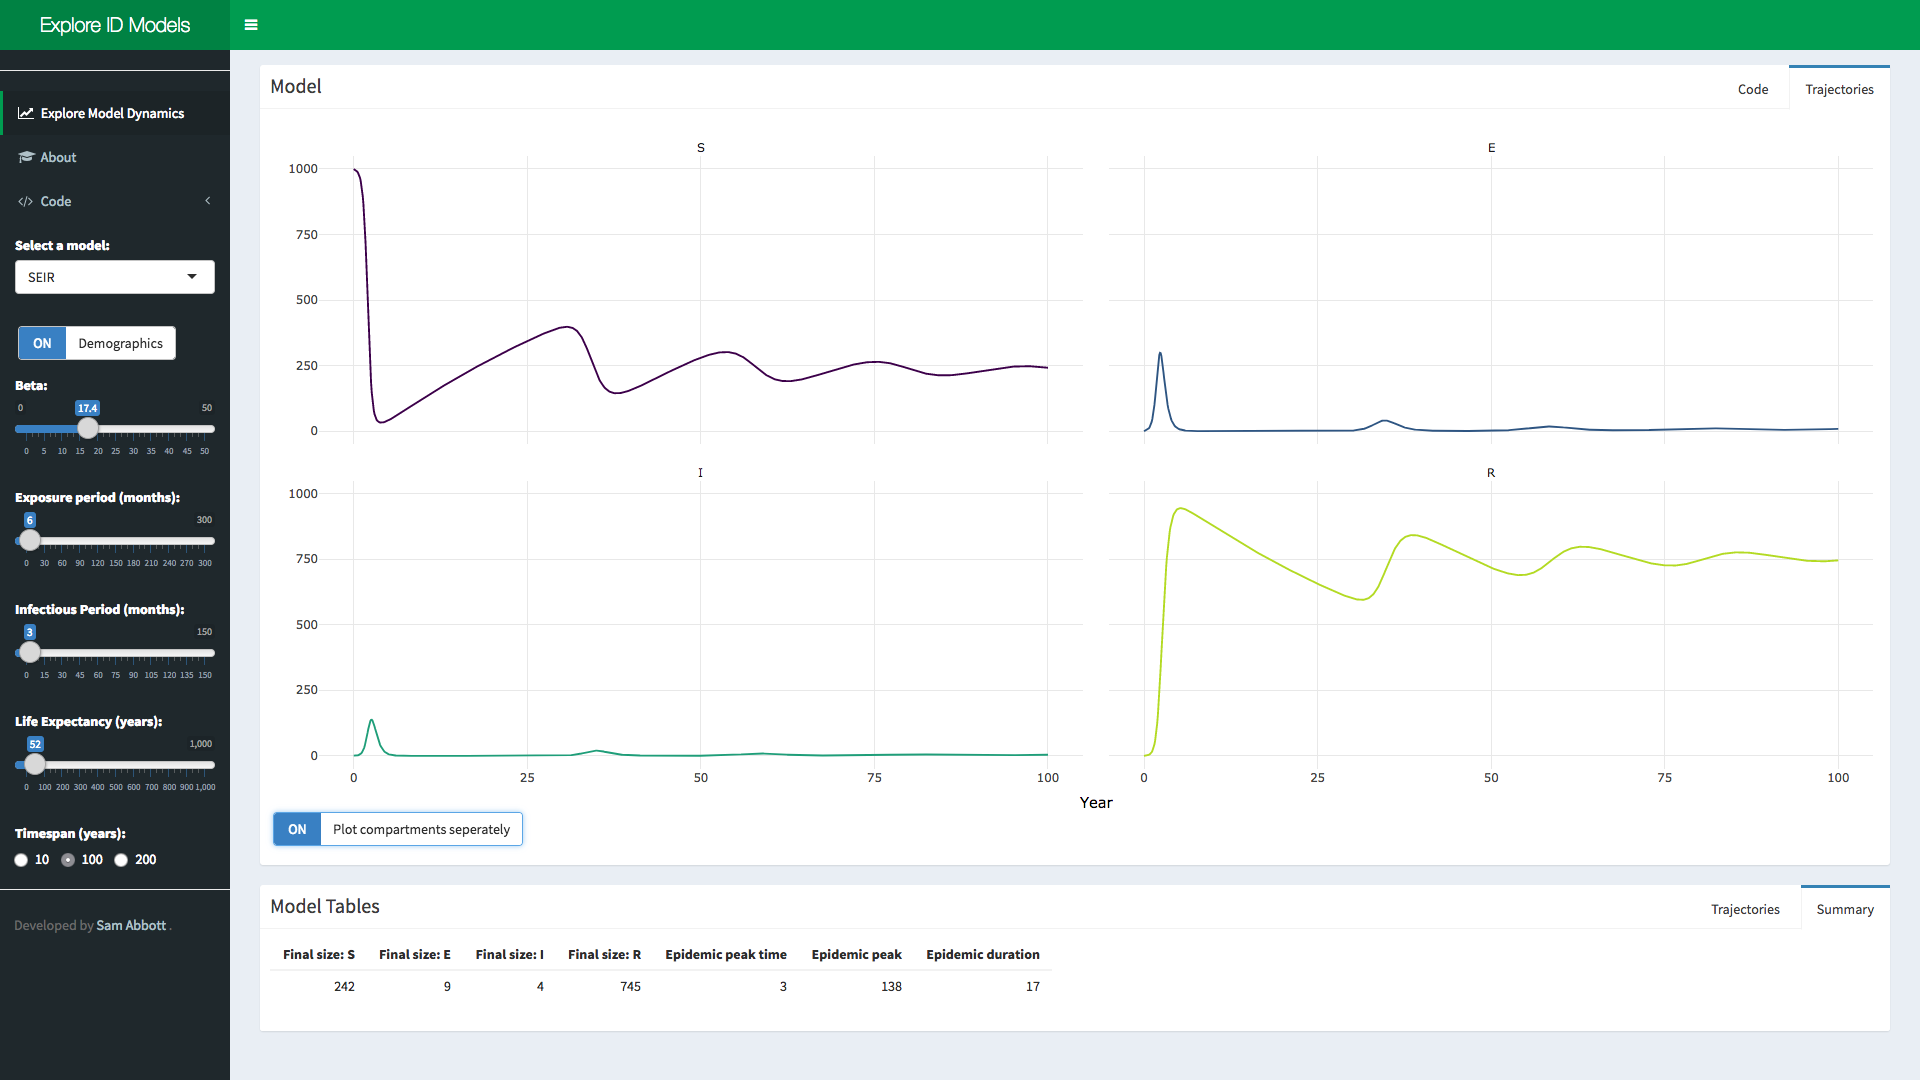 Explore ID Models
Explore Model Dynamics
About
Code
Select a model:
SEIR
ON Demographics
Beta:
0 17.4 50
0 5 10 15 20 25 30 35 40 45 50
Exposure period (months):
6 300
0 30 60 90 120 150 180 210 240 270 300
Infectious Period (months):
3 150
0 15 30 45 60 75 90 105 120 135 150
Life Expectancy (years):
52 1,000
0 100 200 300 400 500 600 700 800 900 1,000
Timespan (years):
10 100 200
Developed by Sam Abbott .
Model Code Trajectories
S E
1000
750
500
250
0
I R
1000
750
500
250
0
0 25 50 75 100 0 25 50 75 100
Year
ON Plot compartments seperately
Model Tables Trajectories Summary
Final size: S Final size: E Final size: I Final size: R Epidemic peak time Epidemic peak Epidemic duration
242 9 4 745 3 138 17